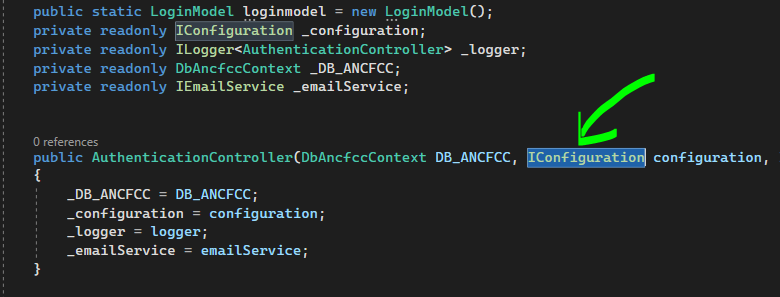 public static LoginModel loginmodel = new LoginModel();
private readonly IConfiguration _configuration;
private readonly ILogger<AuthenticationController> _logger;
private readonly DbAncfccContext _DB_ANCFCC;
private readonly IEmailService _emailService;
0 references
public AuthenticationController(DbAncfccContext DB_ANCFCC, IConfiguration configuration,
{
_DB_ANCFCC = DB_ANCFCC;
_configuration = configuration;
_logger = logger;
_emailService = emailService;
}